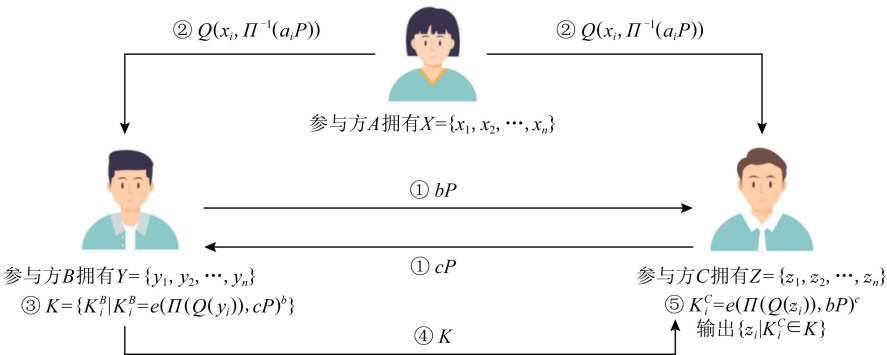 ② Q(xᵢ, Π⁻¹(aᵢP))
② Q(xᵢ, Π⁻¹(aᵢP))
参与方A拥有X={x₁, x₂, …, xₙ}
① bP
① cP
参与方B拥有Y={y₁, y₂, …, yₙ}
③ K={Kᵢᴮ|Kᵢᴮ=e(Π(Q(yᵢ)), cP)ᵇ}
参与方C拥有Z={z₁, z₂, …, zₙ}
⑤ Kᵢᶜ=e(Π(Q(zᵢ)), bP)ᶜ
输出{zᵢ|Kᵢᶜ∈K}
④ K